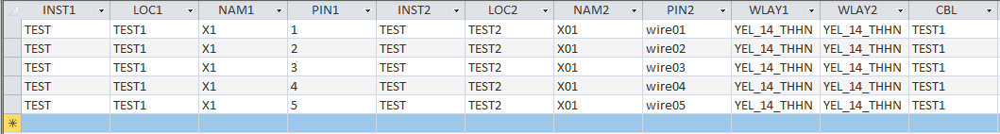 INST1 LOC1 NAM1 PIN1 INST2 LOC2 NAM2 PIN2 WLAY1 WLAY2 CBL
TEST TEST1 X1 1 TEST TEST2 X01 wire01 YEL_14_THHN YEL_14_THHN TEST1
TEST TEST1 X1 2 TEST TEST2 X01 wire02 YEL_14_THHN YEL_14_THHN TEST1
TEST TEST1 X1 3 TEST TEST2 X01 wire03 YEL_14_THHN YEL_14_THHN TEST1
TEST TEST1 X1 4 TEST TEST2 X01 wire04 YEL_14_THHN YEL_14_THHN TEST1
TEST TEST1 X1 5 TEST TEST2 X01 wire05 YEL_14_THHN YEL_14_THHN TEST1